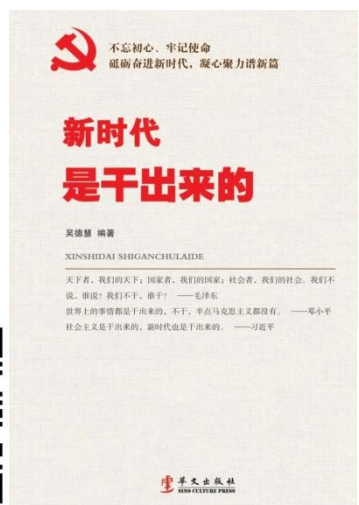 不忘初心、牢记使命
砥砺奋进新时代，凝心聚力谱新篇
新时代
是干出来的
吴德慧 编著
XINSHIDAI SHIGANCHULAIDE
天下者，我们的天下；国家者，我们的国家；社会者，我们的社会。我们不
说，谁说？我们不干，谁干？ ——毛泽东
世界上的事情都是干出来的，不干，半点马克思主义都没有。 ——邓小平
社会主义是干出来的，新时代也是干出来的。 ——习近平
华文出版社
SINO CULTURE PRESS